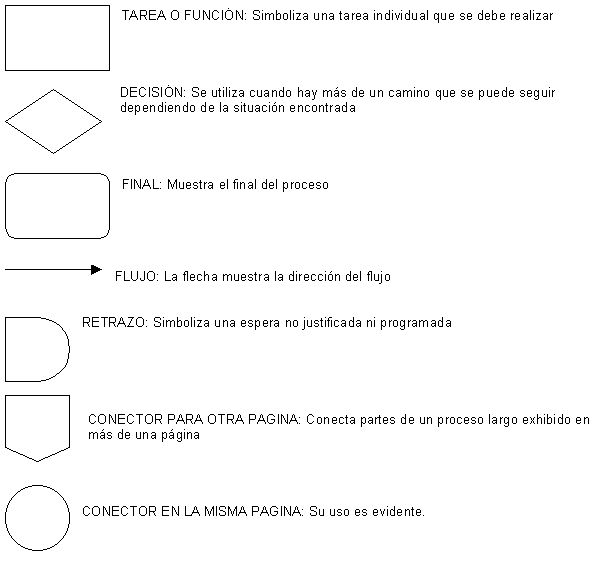 TAREA O FUNCIÓN: Simboliza una tarea individual que se debe realizar
DECISIÓN: Se utiliza cuando hay más de un camino que se puede seguir
dependiendo de la situación encontrada
FINAL: Muestra el final del proceso
FLUJO: La flecha muestra la dirección del flujo
RETRAZO: Simboliza una espera no justificada ni programada
CONECTOR PARA OTRA PAGINA: Conecta partes de un proceso largo exhibido en
más de una página
CONECTOR EN LA MISMA PAGINA: Su uso es evidente.